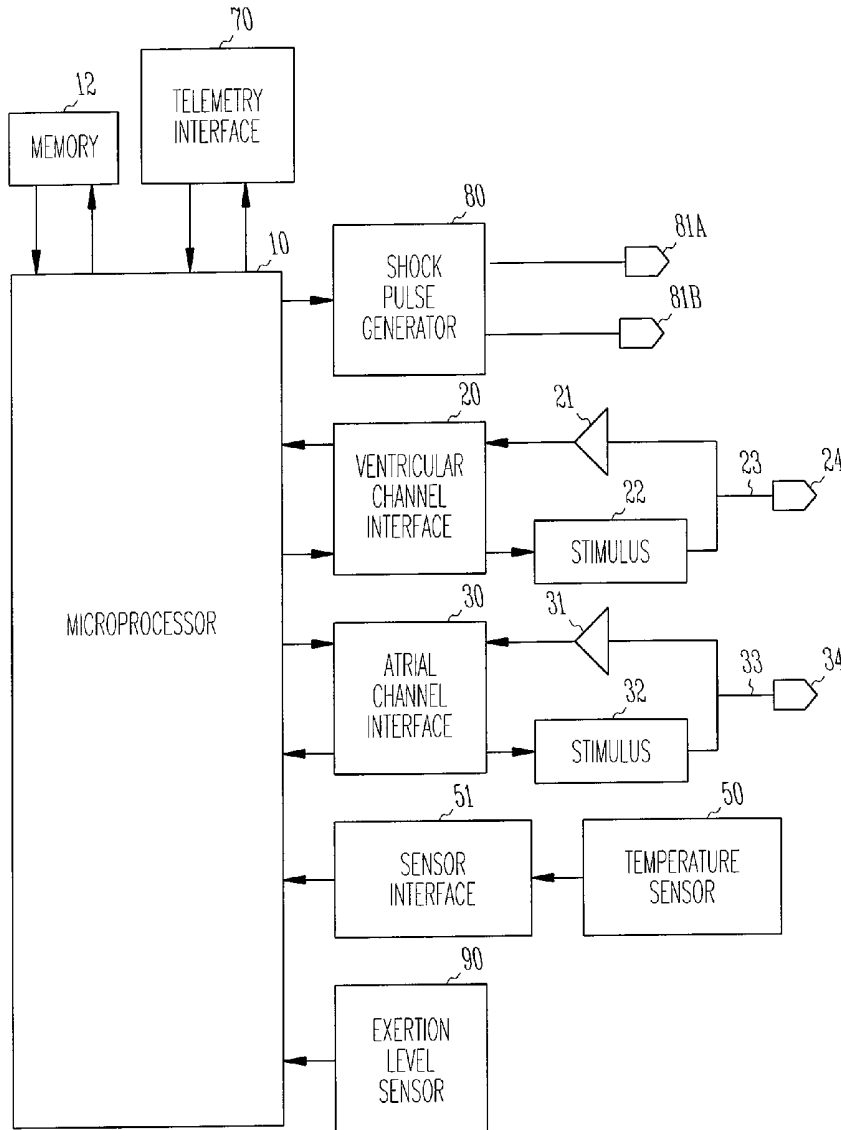 70
12
TELEMETRY
INTERFACE
MEMORY
10
80
SHOCK
PULSE
GENERATOR
81A
81B
20
VENTRICULAR
CHANNEL
INTERFACE
21
22
STIMULUS
23
24
MICROPROCESSOR
30
ATRIAL
CHANNEL
INTERFACE
31
32
STIMULUS
33
34
51
SENSOR
INTERFACE
50
TEMPERATURE
SENSOR
90
EXERTION
LEVEL
SENSOR